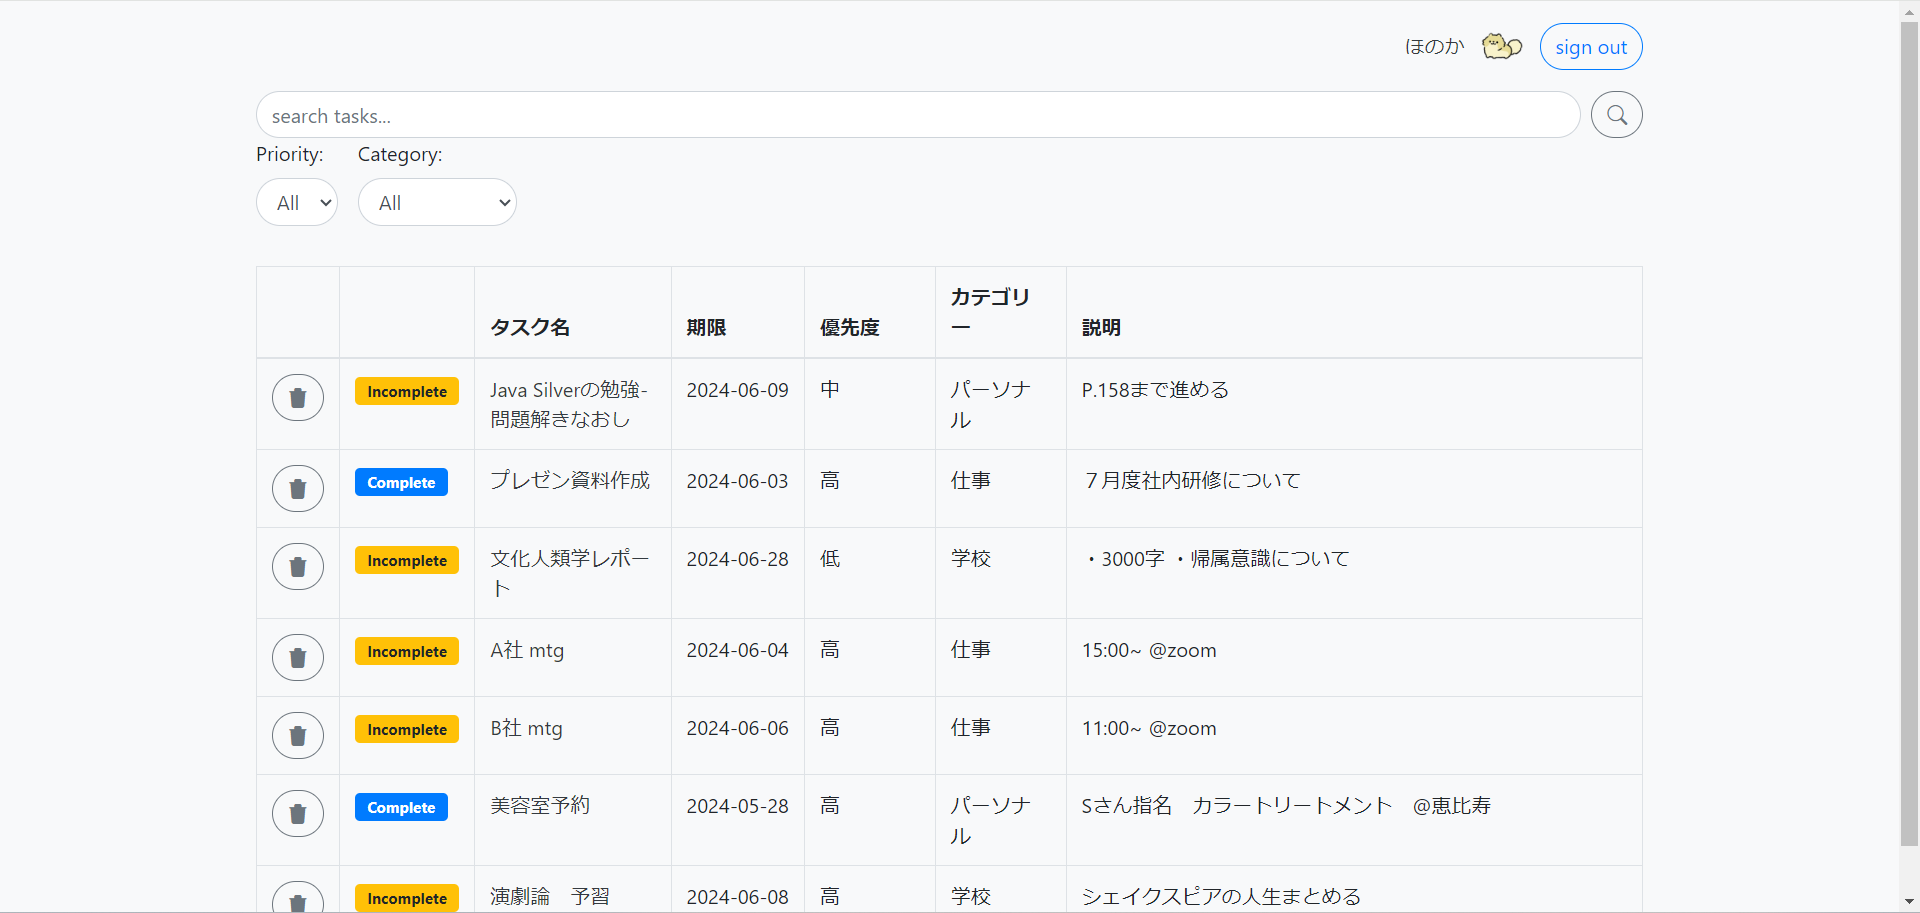 ほのか sign out
search tasks...
Priority: Category:
All All
タスク名 期限 優先度 カテゴリ
ー 説明
Incomplete Java Silverの勉強- 2024-06-09 中 パーソナ P.158まで進める
問題解きなおし ル
Complete プレゼン資料作成 2024-06-03 高 仕事 ７月度社内研修について
Incomplete 文化人類学レポー 2024-06-28 低 学校 ・3000字 ・帰属意識について
ト
Incomplete A社 mtg 2024-06-04 高 仕事 15:00~ @zoom
Incomplete B社 mtg 2024-06-06 高 仕事 11:00~ @zoom
Complete 美容室予約 2024-05-28 高 パーソナ Sさん指名　カラートリートメント　@恵比寿
ル
Incomplete 演劇論　予習 2024-06-08 高 学校 シェイクスピアの人生まとめる